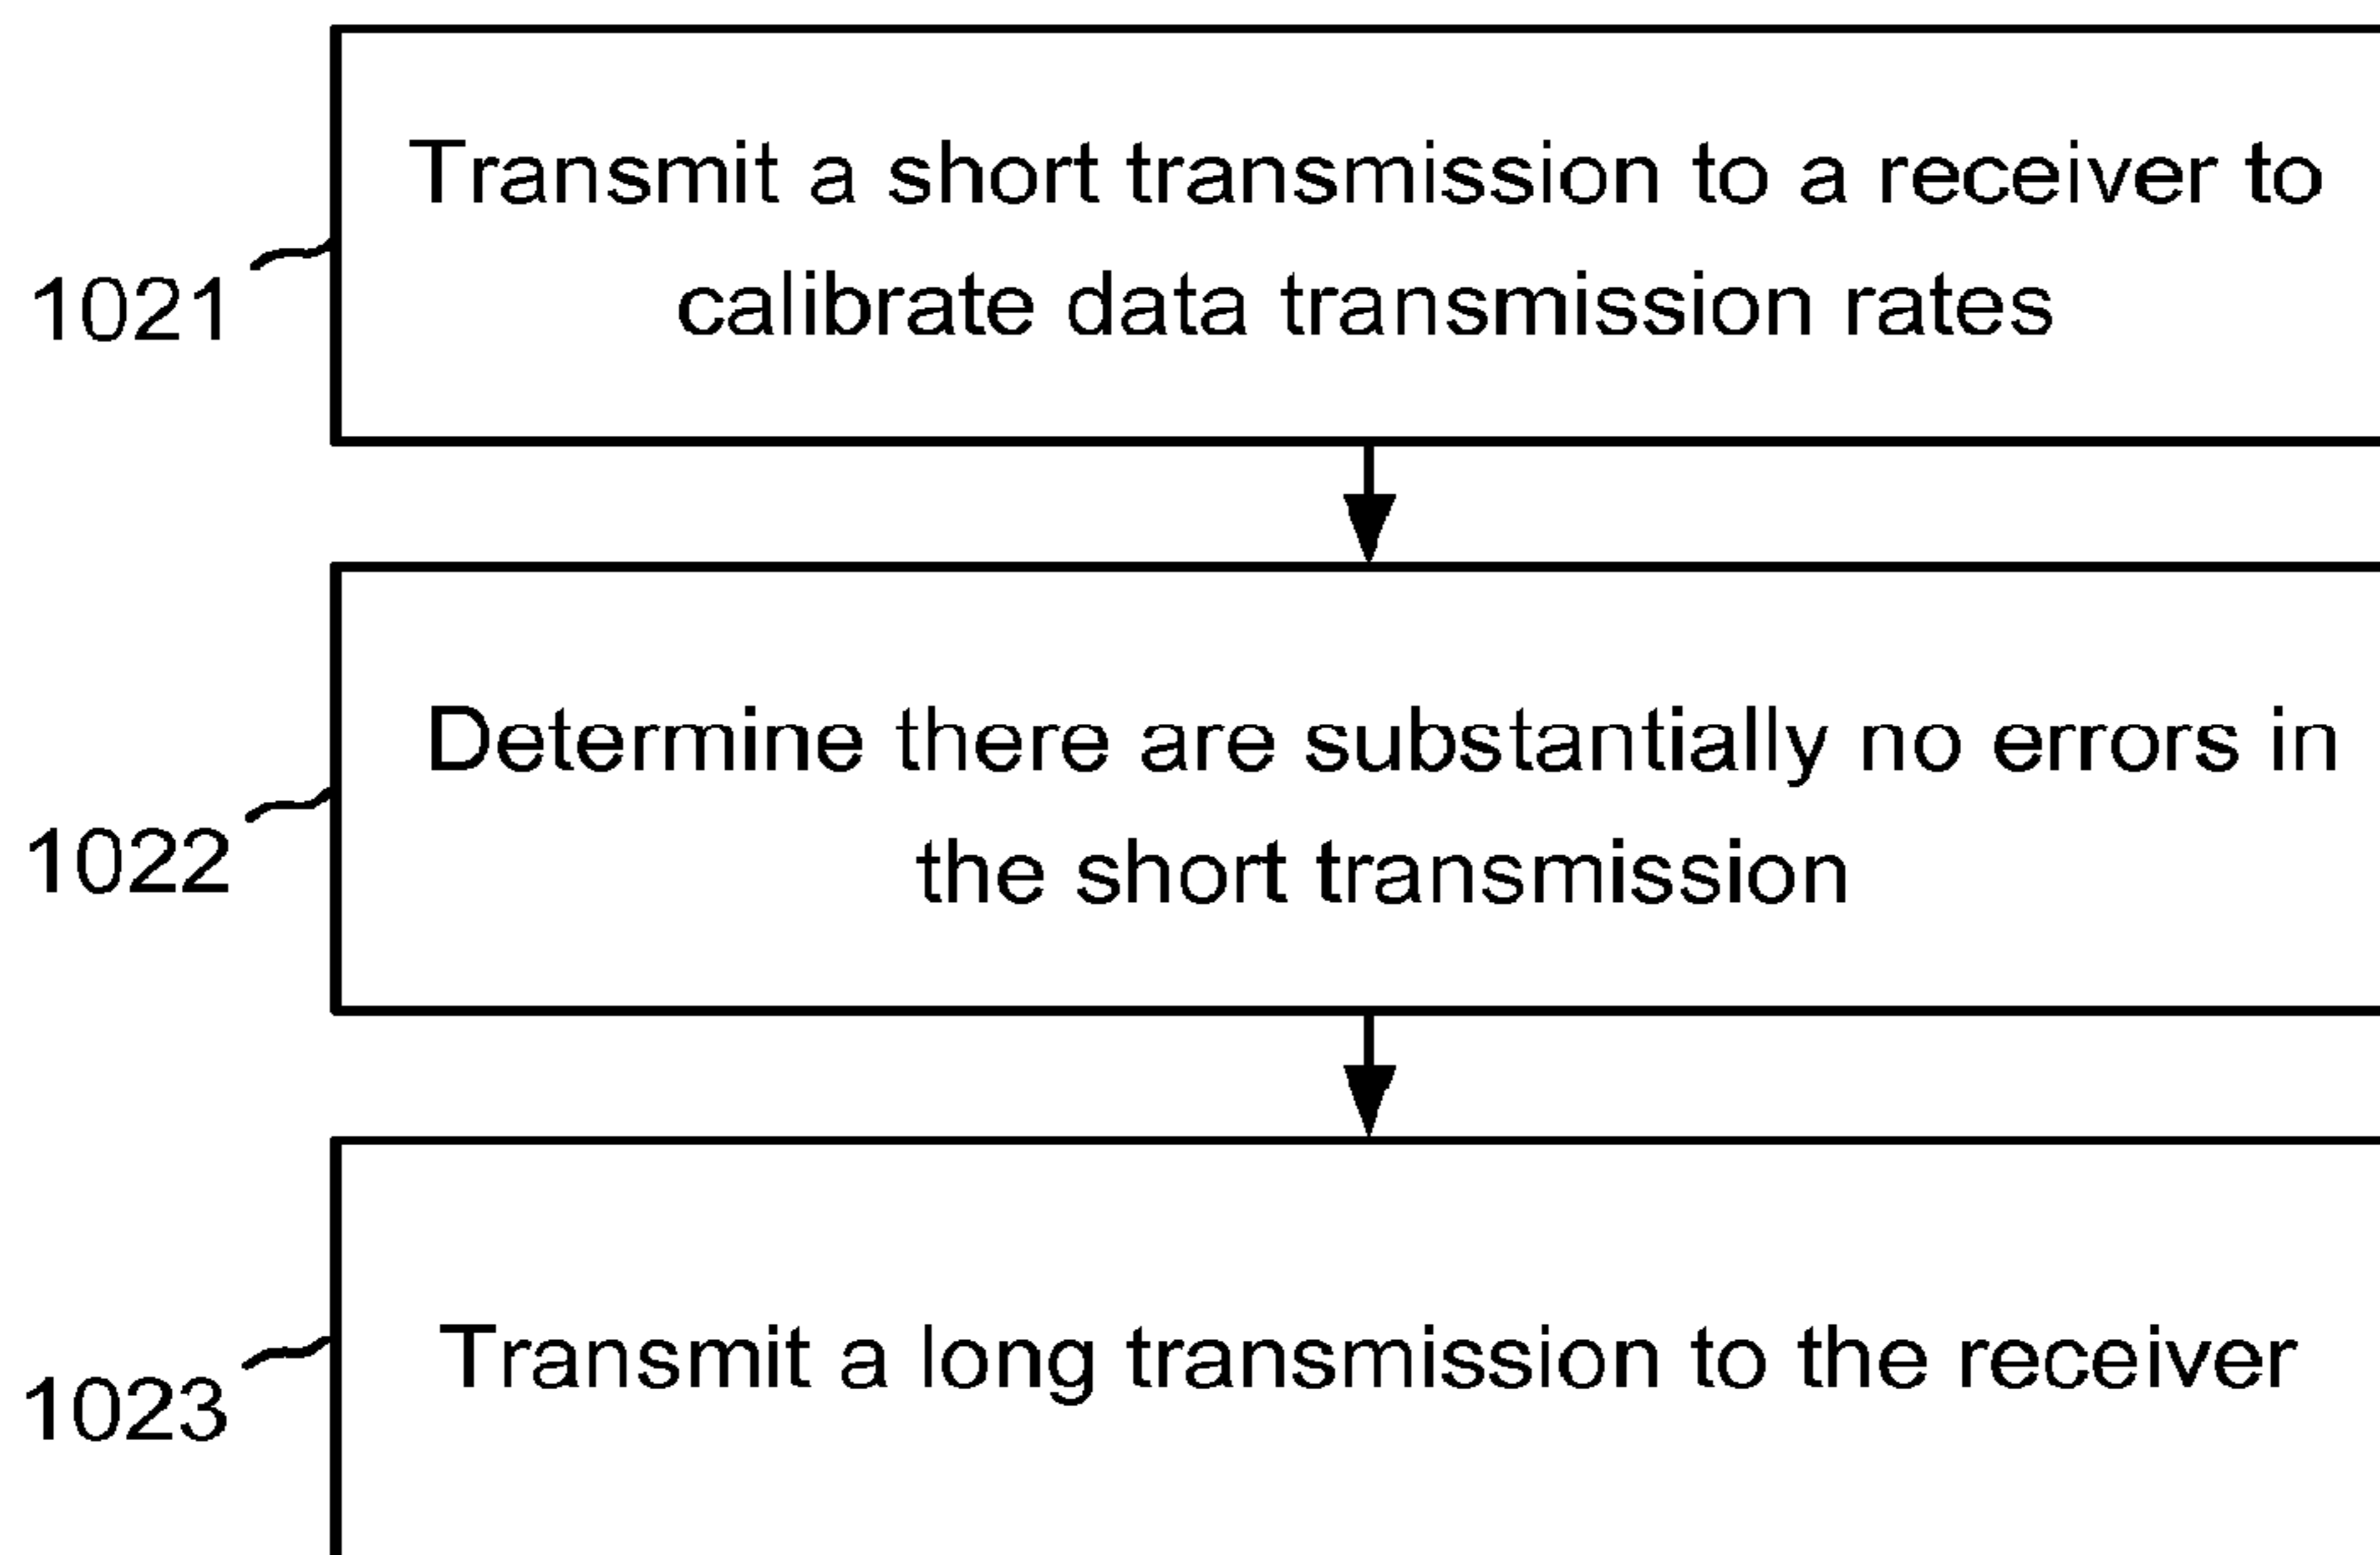 Transmit a short transmission to a receiver to
calibrate data transmission rates
1021
Determine there are substantially no errors in
the short transmission
1022
Transmit a long transmission to the receiver
1023